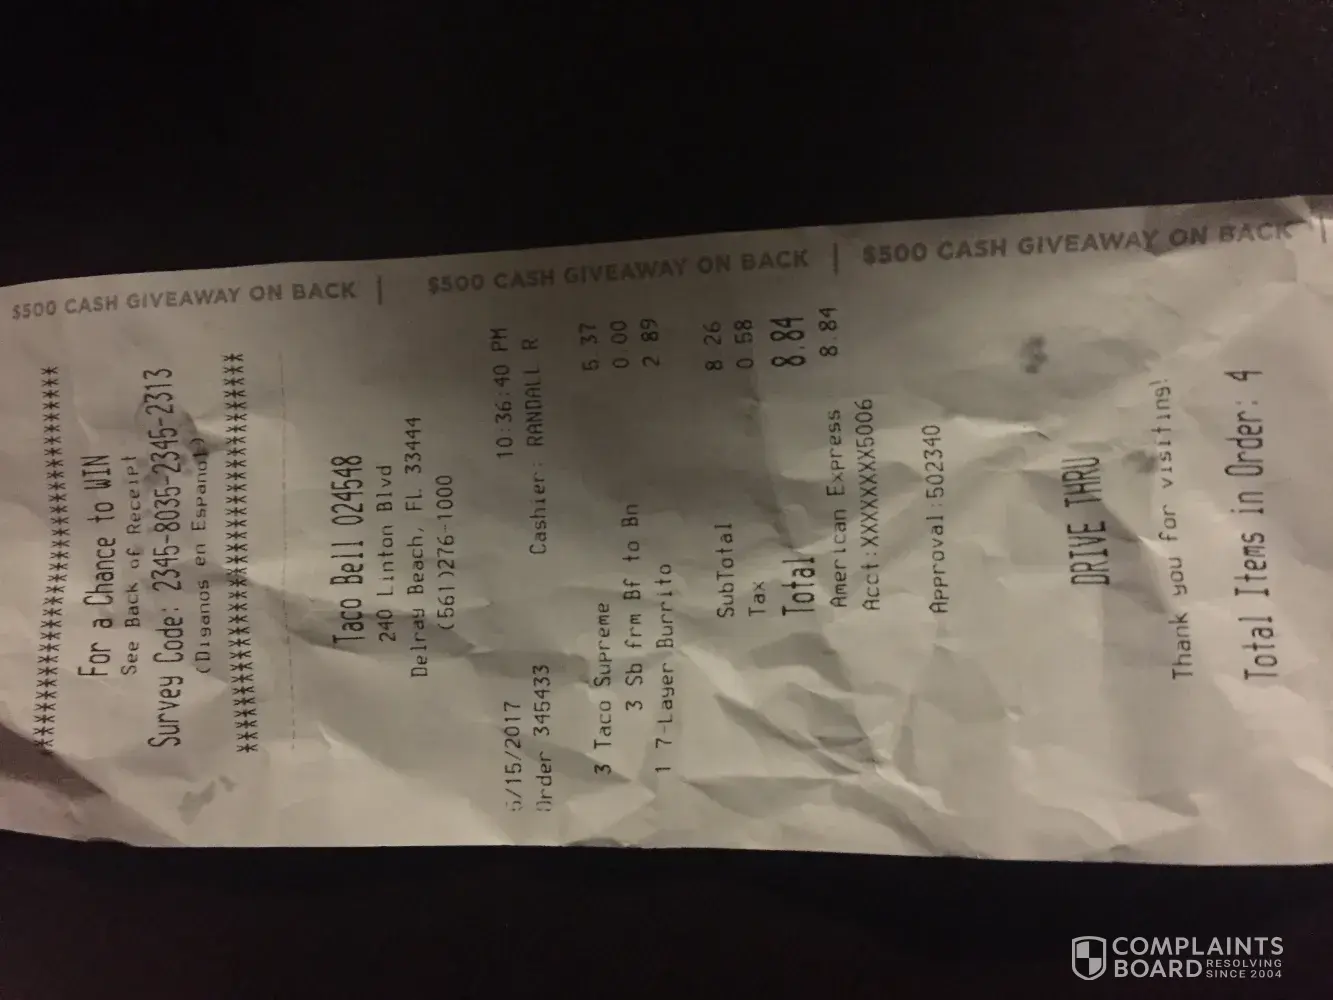 $500 CASH GIVEAWAY ON BACK | $500 CASH GIVEAWAY ON BACK | $500 CASH GIVEAWAY ON BACK |
****************************************
For a Chance to WIN
See Back of Receipt
Survey Code: 2345-8035-2345-2313
(Diganos en Espanol)
****************************************
Taco Bell 024548
240 Linton Blvd
Delray Beach, FL 33444
(561)276-1000
/15/2017 10:36:40 PM
Order 345433 Cashier: RANDALL R
3 Taco Supreme 5.37
3 Sb frm Bf to Bn 0.00
1 7-Layer Burrito 2.89
SubTotal 8.26
Tax 0.58
Total 8.84
American Express 8.84
Acct:XXXXXXXXXXX5006
Approval:502340
DRIVE THRU
Thank you for visiting!
Total Items in Order: 4
COMPLAINTS
BOARD RESOLVING
SINCE 2004